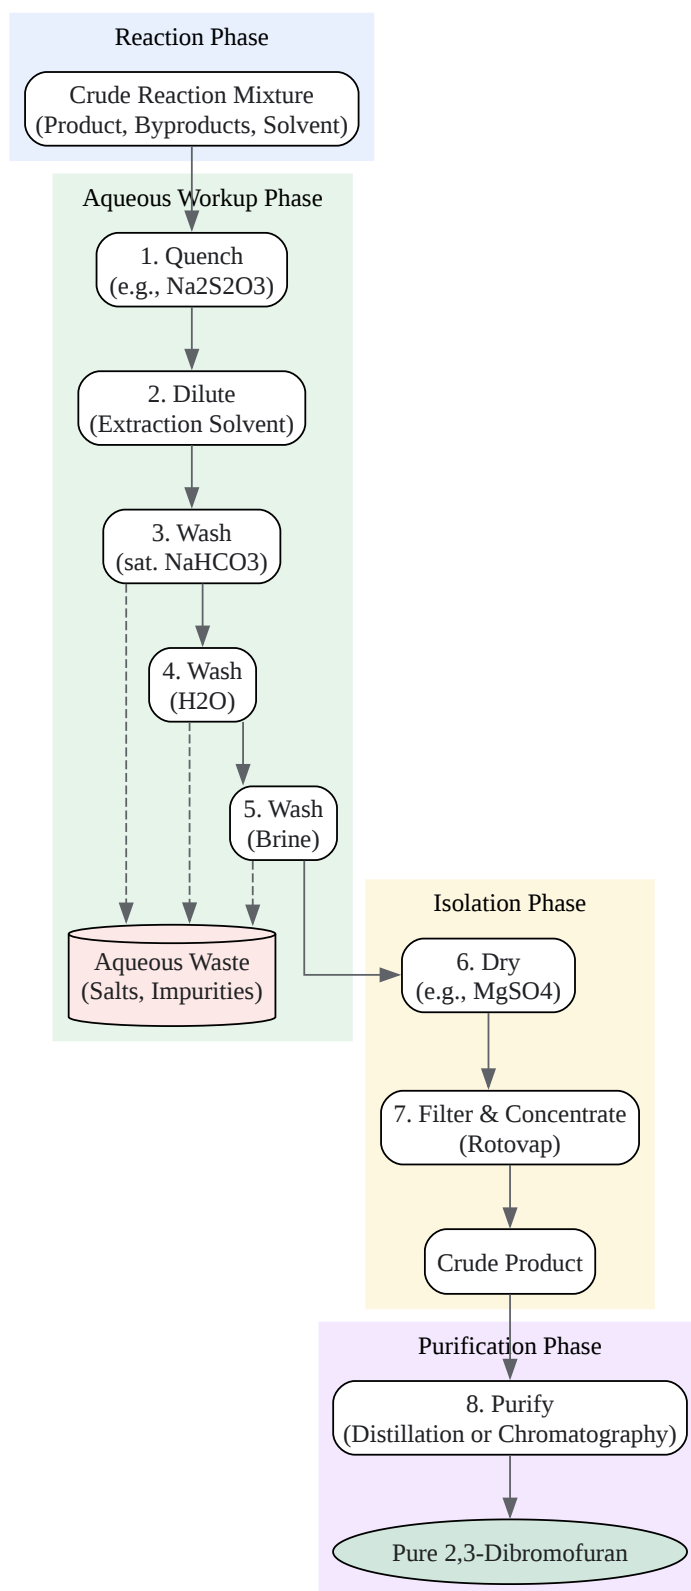 Reaction Phase
Crude Reaction Mixture
(Product, Byproducts, Solvent)
Aqueous Workup Phase
1. Quench
(e.g., Na2S2O3)
2. Dilute
(Extraction Solvent)
3. Wash
(sat. NaHCO3)
4. Wash
(H2O)
5. Wash
(Brine)
Aqueous Waste
(Salts, Impurities)
Isolation Phase
6. Dry
(e.g., MgSO4)
7. Filter & Concentrate
(Rotovap)
Crude Product
Purification Phase
8. Purify
(Distillation or Chromatography)
Pure 2,3-Dibromofuran